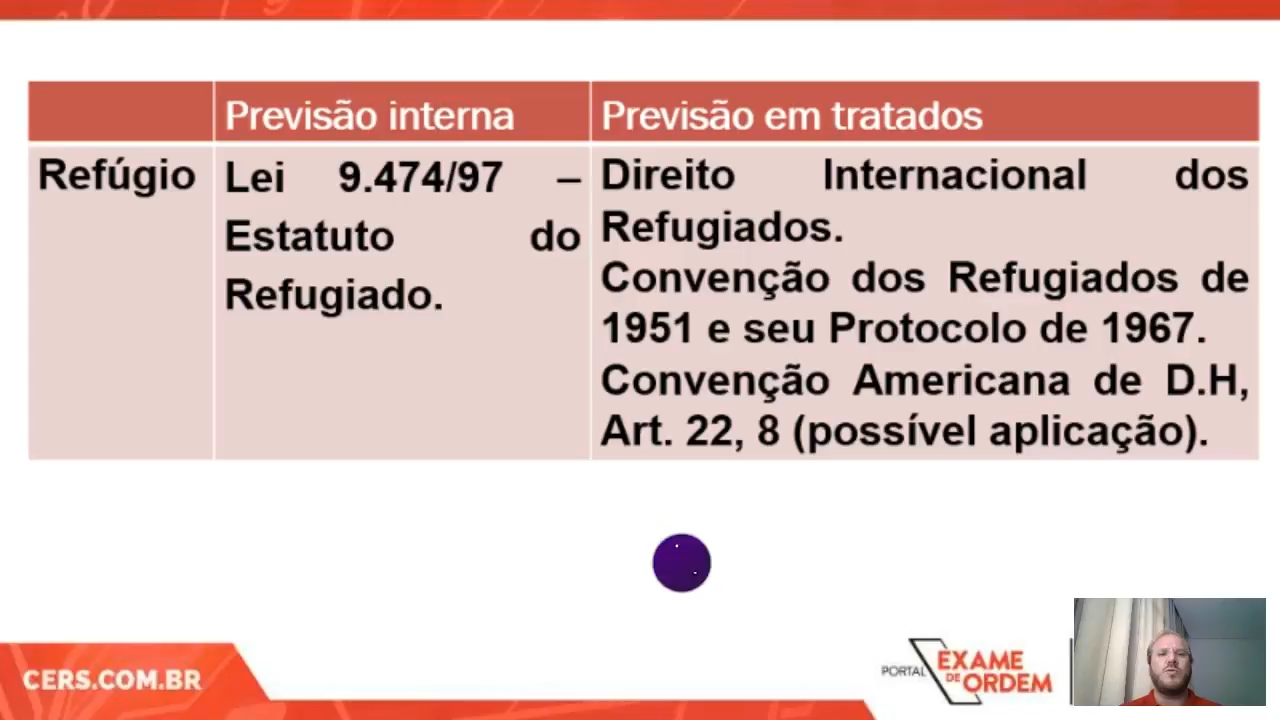 Previsão interna
Previsão em tratados
Refúgio
Lei 9.474/97 –
Estatuto do
Refugiado.
Direito Internacional dos
Refugiados.
Convenção dos Refugiados de
1951 e seu Protocolo de 1967.
Convenção Americana de D.H,
Art. 22, 8 (possível aplicação).
CERS.COM.BR
PORTAL EXAME
DE ORDEM